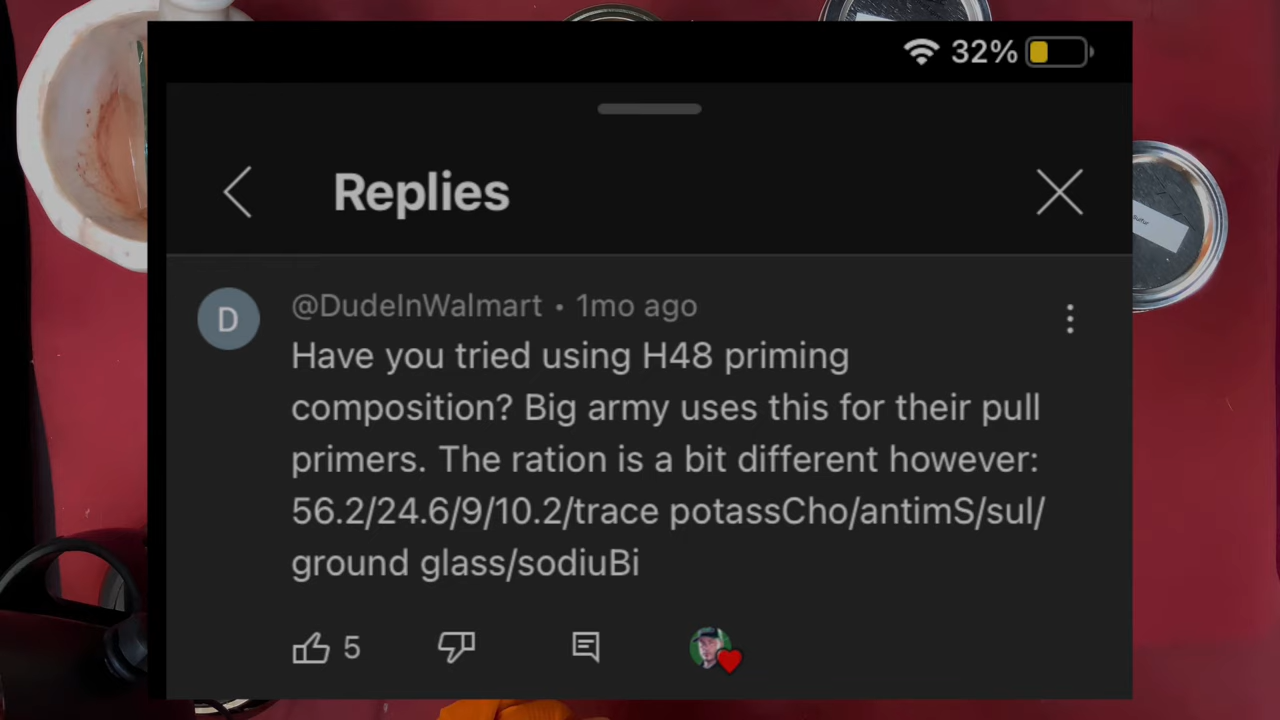 32%
Replies
D
@DudeInWalmart • 1mo ago
Have you tried using H48 priming
composition? Big army uses this for their pull
primers. The ration is a bit different however:
56.2/24.6/9/10.2/trace potassCho/antimS/sul/
ground glass/sodiuBi
5